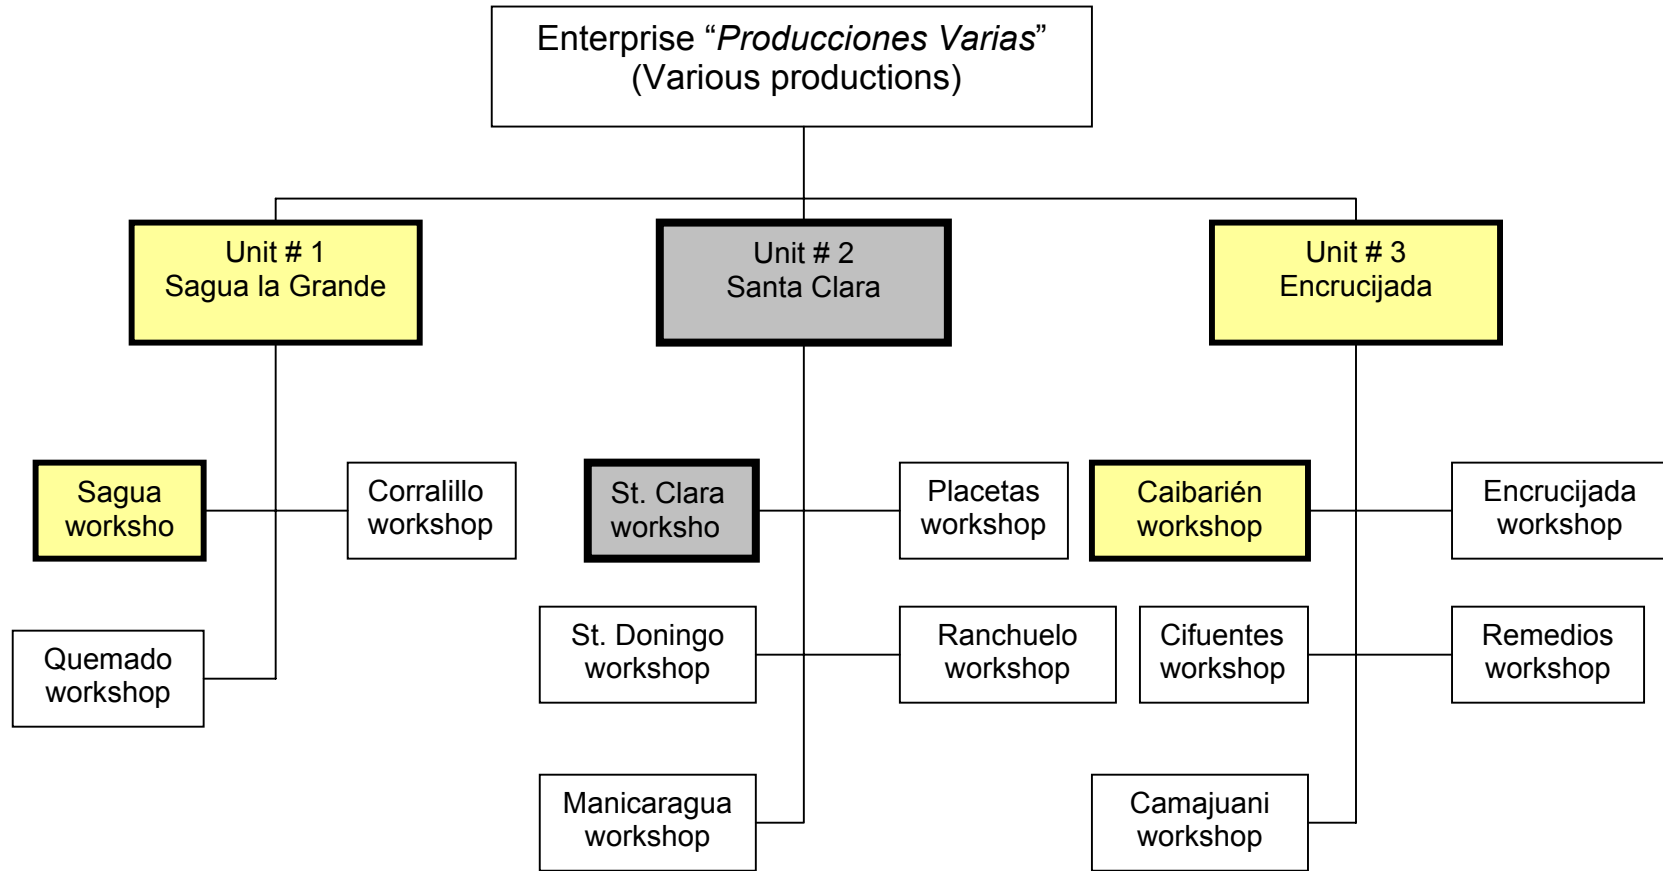 Enterprise “Producciones Varias”
(Various productions)
Unit # 1
Sagua la Grande
Unit # 2
Santa Clara
Unit # 3
Encrucijada
Sagua
worksho
Corralillo
workshop
St. Clara
worksho
Placetas
workshop
Caibarién
workshop
Encrucijada
workshop
Quemado
workshop
St. Doningo
workshop
Ranchuelo
workshop
Cifuentes
workshop
Remedios
workshop
Manicaragua
workshop
Camajuani
workshop